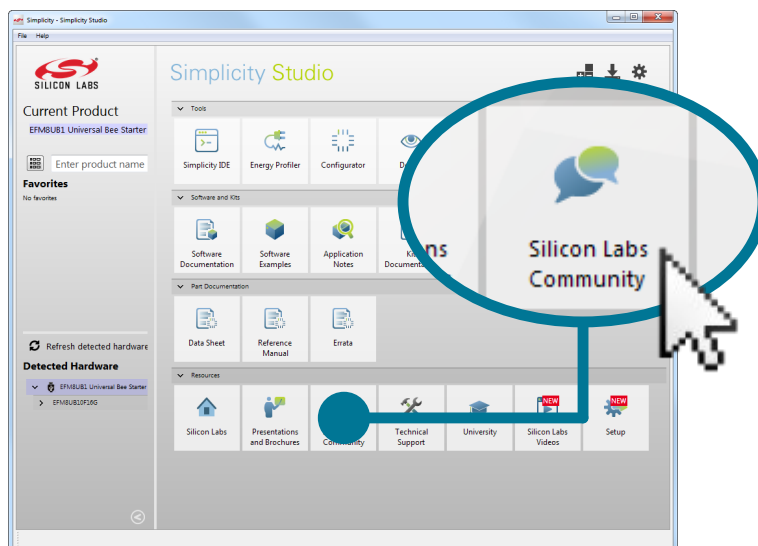 Simplicity - Simplicity Studio
File Help
SILICON LABS
Simplicity Studio
Current Product
EFM8UB1 Universal Bee Starter
Enter product name
Favorites
No favorites
Tools
Simplicity IDE
Energy Profiler
Configurator
Software and Kits
Software
Documentation
Software
Examples
Application
Notes
Part Documentation
Data Sheet
Reference
Manual
Errata
Silicon Labs
Community
Refresh detected hardware
Detected Hardware
EFM8UB1 Universal Bee Starter
EFM8UB10F16G
Resources
Silicon Labs
Presentations
and Brochures
Community
Technical
Support
University
NEW
Silicon Labs
Videos
NEW
Setup